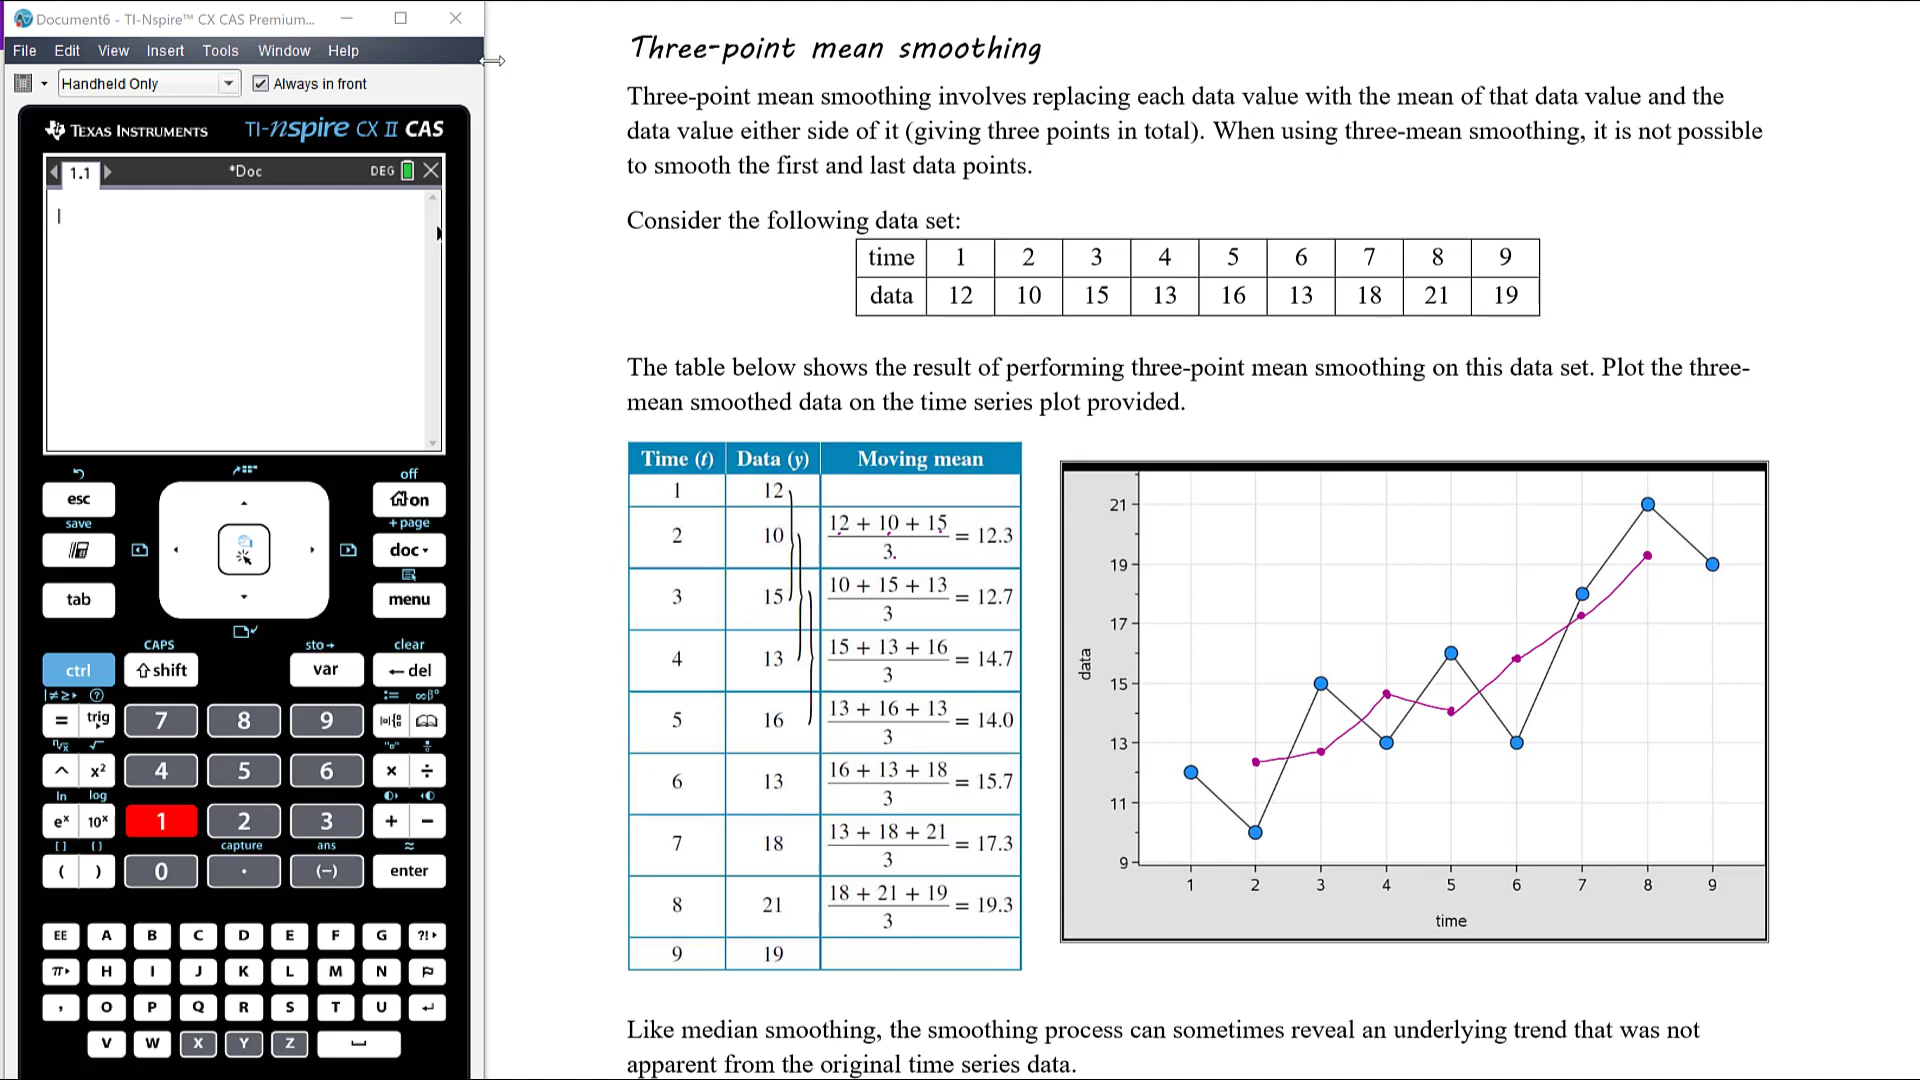 Document6 - TI-Nspire™ CX CAS Premium...
File Edit View Insert Tools Window Help
Handheld Only Always in front
TEXAS INSTRUMENTS TI-nspire CX II CAS
1.1 *Doc DEG
off
esc on
save + page
doc
tab menu
CAPS sto→ clear
ctrl shift var ← del
= trig 7 8 9
^ x² 4 5 6 × ÷
ln log
eˣ 10ˣ 1 2 3 + −
[] {} capture ans ≈
( ) 0 . (−) enter
EE A B C D E F G ?!▸
π▸ H I J K L M N
, O P Q R S T U
V W X Y Z
Three-point mean smoothing
Three-point mean smoothing involves replacing each data value with the mean of that data value and the
data value either side of it (giving three points in total). When using three-mean smoothing, it is not possible
to smooth the first and last data points.
Consider the following data set:
time 1 2 3 4 5 6 7 8 9
data 12 10 15 13 16 13 18 21 19
The table below shows the result of performing three-point mean smoothing on this data set. Plot the three-
mean smoothed data on the time series plot provided.
Time (t) Data (y) Moving mean
1 12
2 10 12 + 10 + 15 / 3 = 12.3
3 15 10 + 15 + 13 / 3 = 12.7
4 13 15 + 13 + 16 / 3 = 14.7
5 16 13 + 16 + 13 / 3 = 14.0
6 13 16 + 13 + 18 / 3 = 15.7
7 18 13 + 18 + 21 / 3 = 17.3
8 21 18 + 21 + 19 / 3 = 19.3
9 19
21
19
17
data
15
13
11
9
1 2 3 4 5 6 7 8 9
time
Like median smoothing, the smoothing process can sometimes reveal an underlying trend that was not
apparent from the original time series data.